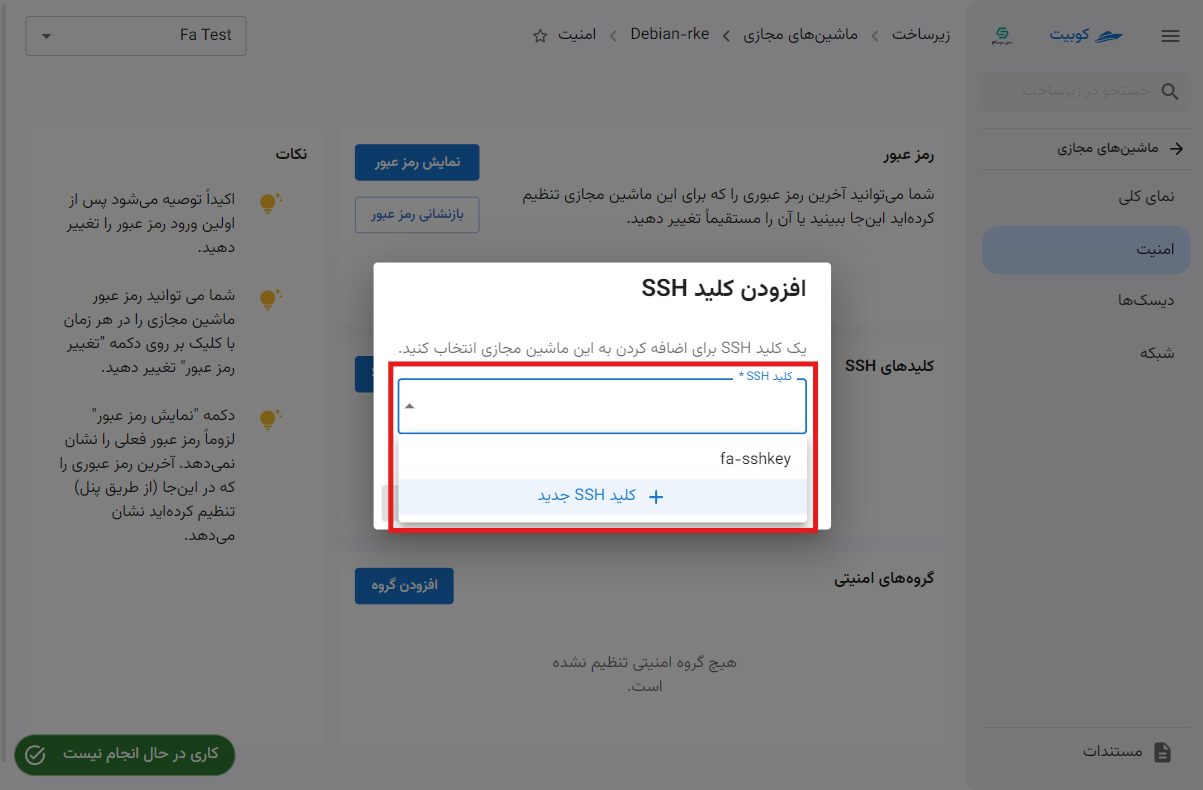 کوبیت
زیرساخت
ماشین‌های مجازی
Debian-rke
امنیت
Fa Test
جستجو در زیرساخت
ماشین‌های مجازی
نمای کلی
امنیت
دیسک‌ها
شبکه
مستندات
رمز عبور
شما می‌توانید آخرین رمز عبوری را که برای این ماشین مجازی تنظیم
کرده‌اید این‌جا ببینید یا آن را مستقیماً تغییر دهید.
نمایش رمز عبور
بازنشانی رمز عبور
کلیدهای SSH
افزودن کلید SSH
یک کلید SSH برای اضافه کردن به این ماشین مجازی انتخاب کنید.
کلید SSH *
fa-sshkey
کلید SSH جدید
گروه‌های امنیتی
افزودن گروه
هیچ گروه امنیتی تنظیم نشده
است.
نکات
اکیداً توصیه می‌شود پس از
اولین ورود رمز عبور را تغییر
دهید.
شما می توانید رمز عبور
ماشین مجازی را در هر زمان
با کلیک بر روی دکمه "تغییر
رمز عبور" تغییر دهید.
دکمه "نمایش رمز عبور"
لزوماً رمز عبور فعلی را نشان
نمی‌دهد. آخرین رمز عبوری را
که در این‌جا (از طریق پنل)
تنظیم کرده‌اید نشان
می‌دهد.
کاری در حال انجام نیست